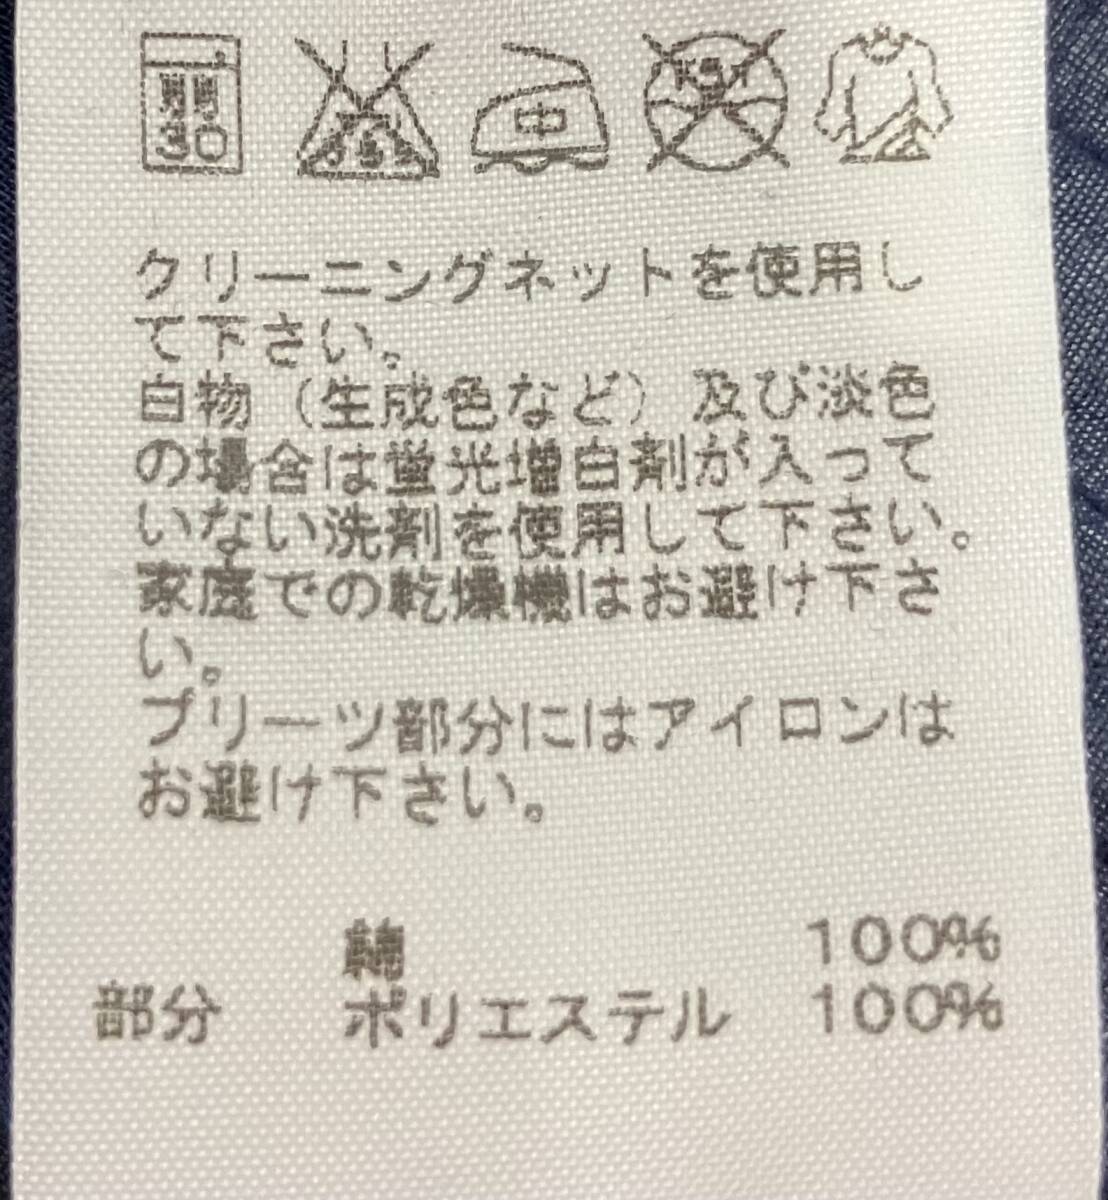 30
中
クリーニングネットを使用し
て下さい。
白物（生成色など）及び淡色
の場合は蛍光増白剤が入って
いない洗剤を使用して下さい。
家庭での乾燥機はお避け下さ
い。
プリーツ部分にはアイロンは
お避け下さい。
綿 100%
部分 ポリエステル 100%